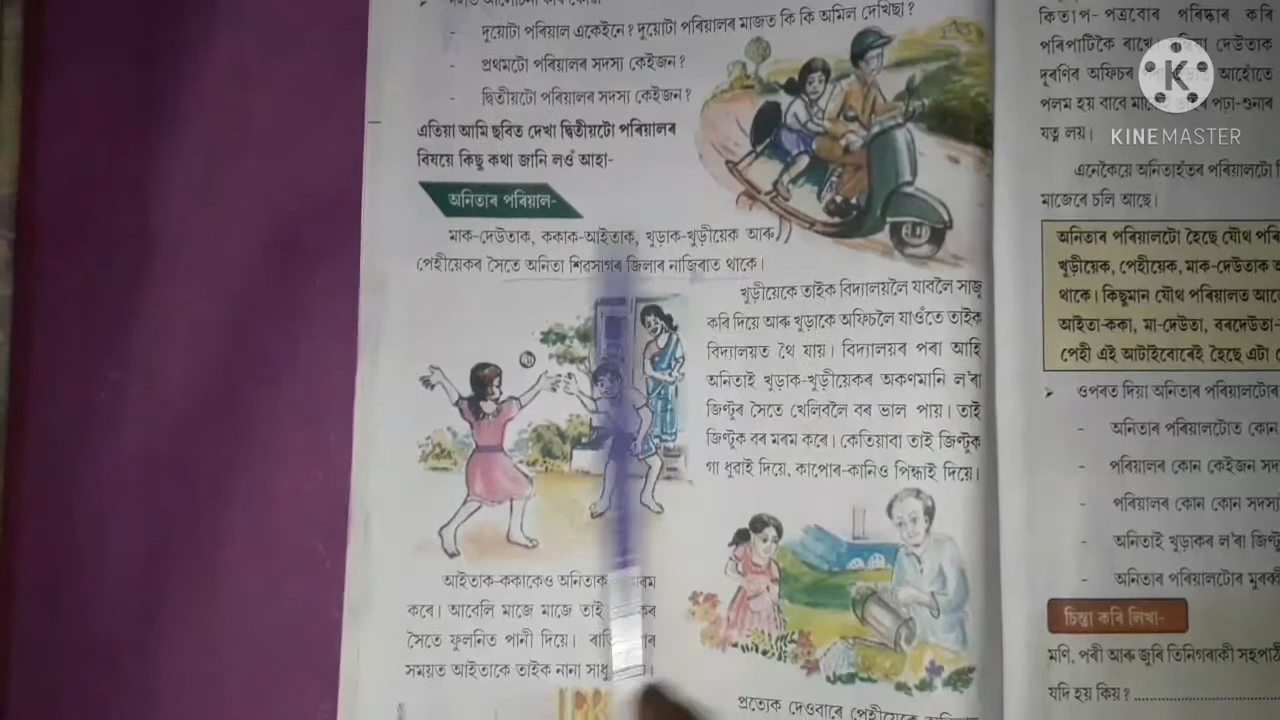 দুয়োটা পৰিয়াল একেইনে? দুয়োটা পৰিয়ালৰ মাজত কি কি অমিল দেখিছা?
- প্ৰথমটো পৰিয়ালৰ সদস্য কেইজন?
- দ্বিতীয়টো পৰিয়ালৰ সদস্য কেইজন?
এতিয়া আমি ছবিত দেখা দ্বিতীয়টো পৰিয়ালৰ
বিষয়ে কিছু কথা জানি লওঁ আহা-
অনিতাৰ পৰিয়াল-
মাক-দেউতাক, ককাক-আইতাক, খুড়াক-খুড়ীয়েক আৰু
পেহীয়েকৰ সৈতে অনিতা শিৱসাগৰ জিলাৰ নাজিৰাত থাকে।
খুড়ীয়েকে তাইক বিদ্যালয়লৈ যাবলৈ সাজু
কৰি দিয়ে আৰু খুড়াকে অফিচলৈ যাওঁতে তাইক
বিদ্যালয়ত থৈ যায়। বিদ্যালয়ৰ পৰা আহি
অনিতাই খুড়াক-খুড়ীয়েকৰ অকণমানি ল'ৰা
জিণ্টুৰ সৈতে খেলিবলৈ বৰ ভাল পায়। তাই
জিণ্টুক বৰ মৰম কৰে। কেতিয়াবা তাই জিণ্টুক
গা ধুৱাই দিয়ে, কাপোৰ-কানিও পিন্ধাই দিয়ে।
আইতাক-ককাকেও অনিতাক
কৰে। আবেলি মাজে মাজে তাই
সৈতে ফুলনিত পানী দিয়ে।
সময়ত আইতাকে তাইক নানা সাধু
প্ৰত্যেক দেওবাৰে পেহীয়েকে
কিতাপ-পত্ৰবোৰ পৰিষ্কাৰ কৰি
পৰিপাটিকৈ ৰাখে দেউতাক
দূৰণিৰ অফিচৰ আহোঁতে
পলম হয় বাবে পঢ়া-শুনাৰ
যত্ন লয়।
এনেকৈয়ে অনিতাহঁতৰ পৰিয়ালটো
মাজেৰে চলি আছে।
অনিতাৰ পৰিয়ালটো হৈছে যৌথ
খুড়ীয়েক, পেহীয়েক, মাক-দেউতাক
থাকে। কিছুমান যৌথ পৰিয়ালত
আইতা-ককা, মা-দেউতা, বৰদেউতা-
পেহী এই আটাইবোৰেই হৈছে এটা
ওপৰত দিয়া অনিতাৰ পৰিয়ালটোৰ
- অনিতাৰ পৰিয়ালটোত কোন
- পৰিয়ালৰ কোন কেইজন
- পৰিয়ালৰ কোন কোন সদস্য
- অনিতাই খুড়াকৰ ল'ৰা
- অনিতাৰ পৰিয়ালটোৰ
চিন্তা কৰি লিখা-
মণি, পৰী আৰু জুৰি তিনিগৰাকী
যদি হয় কিয়?
KINEMASTER